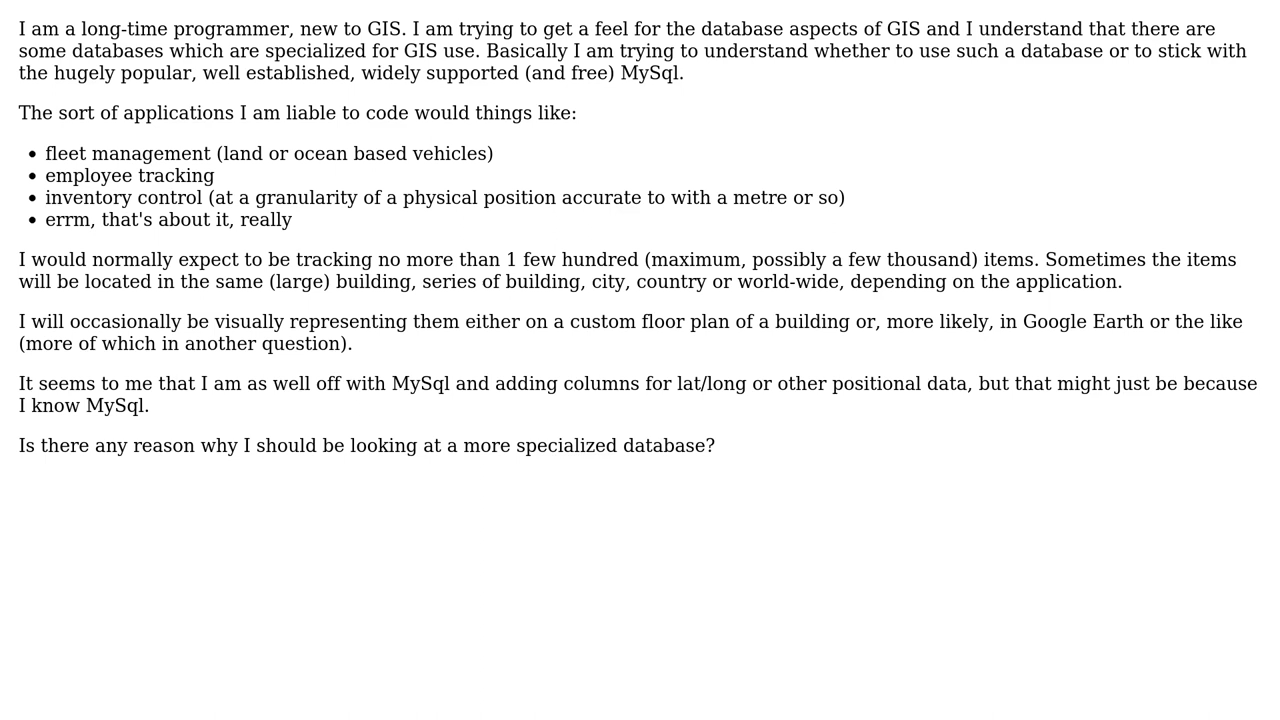 I am a long-time programmer, new to GIS. I am trying to get a feel for the database aspects of GIS and I understand that there are
some databases which are specialized for GIS use. Basically I am trying to understand whether to use such a database or to stick with
the hugely popular, well established, widely supported (and free) MySql.
The sort of applications I am liable to code would things like:
• fleet management (land or ocean based vehicles)
• employee tracking
• inventory control (at a granularity of a physical position accurate to with a metre or so)
• errm, that's about it, really
I would normally expect to be tracking no more than 1 few hundred (maximum, possibly a few thousand) items. Sometimes the items
will be located in the same (large) building, series of building, city, country or world-wide, depending on the application.
I will occasionally be visually representing them either on a custom floor plan of a building or, more likely, in Google Earth or the like
(more of which in another question).
It seems to me that I am as well off with MySql and adding columns for lat/long or other positional data, but that might just be because
I know MySql.
Is there any reason why I should be looking at a more specialized database?